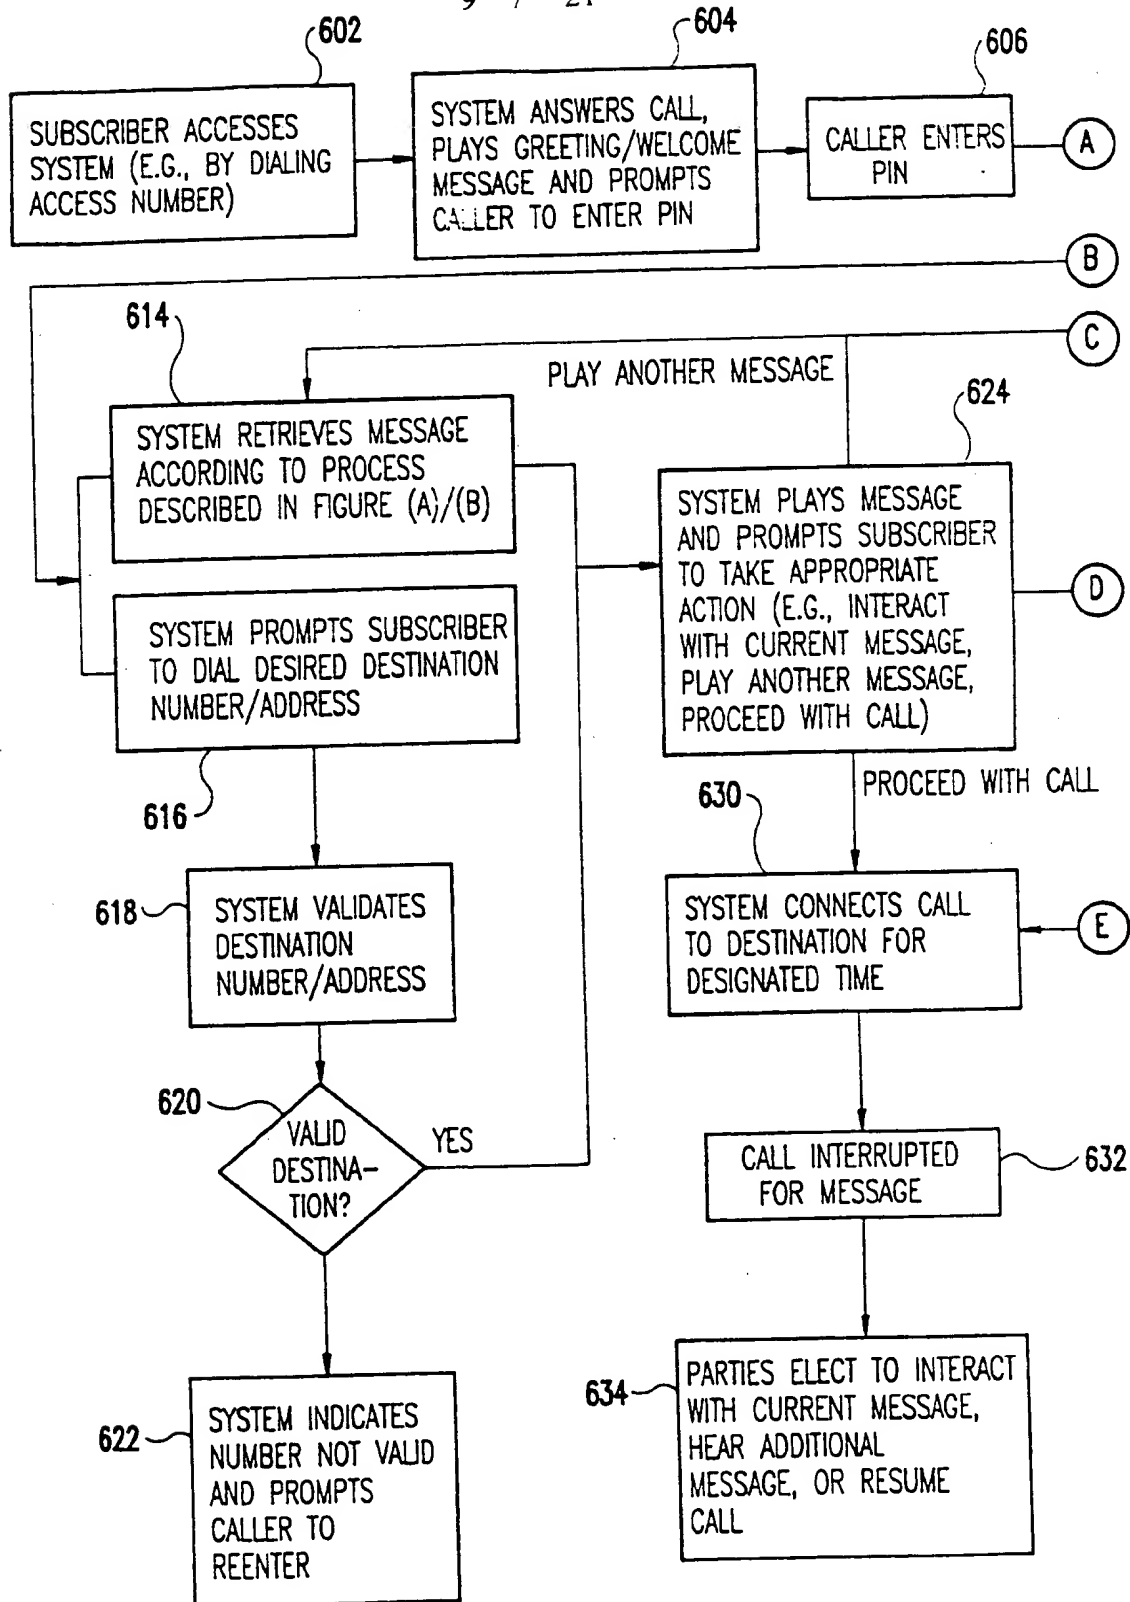 602
604
606
SUBSCRIBER ACCESSES
SYSTEM (E.G., BY DIALING
ACCESS NUMBER)
SYSTEM ANSWERS CALL,
PLAYS GREETING/WELCOME
MESSAGE AND PROMPTS
CALLER TO ENTER PIN
CALLER ENTERS
PIN
A
B
C
614
PLAY ANOTHER MESSAGE
624
SYSTEM RETRIEVES MESSAGE
ACCORDING TO PROCESS
DESCRIBED IN FIGURE (A)/(B)
SYSTEM PLAYS MESSAGE
AND PROMPTS SUBSCRIBER
TO TAKE APPROPRIATE
ACTION (E.G., INTERACT
WITH CURRENT MESSAGE,
PLAY ANOTHER MESSAGE,
PROCEED WITH CALL)
D
SYSTEM PROMPTS SUBSCRIBER
TO DIAL DESIRED DESTINATION
NUMBER/ADDRESS
616
PROCEED WITH CALL
630
618
SYSTEM VALIDATES
DESTINATION
NUMBER/ADDRESS
SYSTEM CONNECTS CALL
TO DESTINATION FOR
DESIGNATED TIME
E
620
VALID
DESTINA-
TION?
YES
CALL INTERRUPTED
FOR MESSAGE
632
622
SYSTEM INDICATES
NUMBER NOT VALID
AND PROMPTS
CALLER TO
REENTER
634
PARTIES ELECT TO INTERACT
WITH CURRENT MESSAGE,
HEAR ADDITIONAL
MESSAGE, OR RESUME
CALL